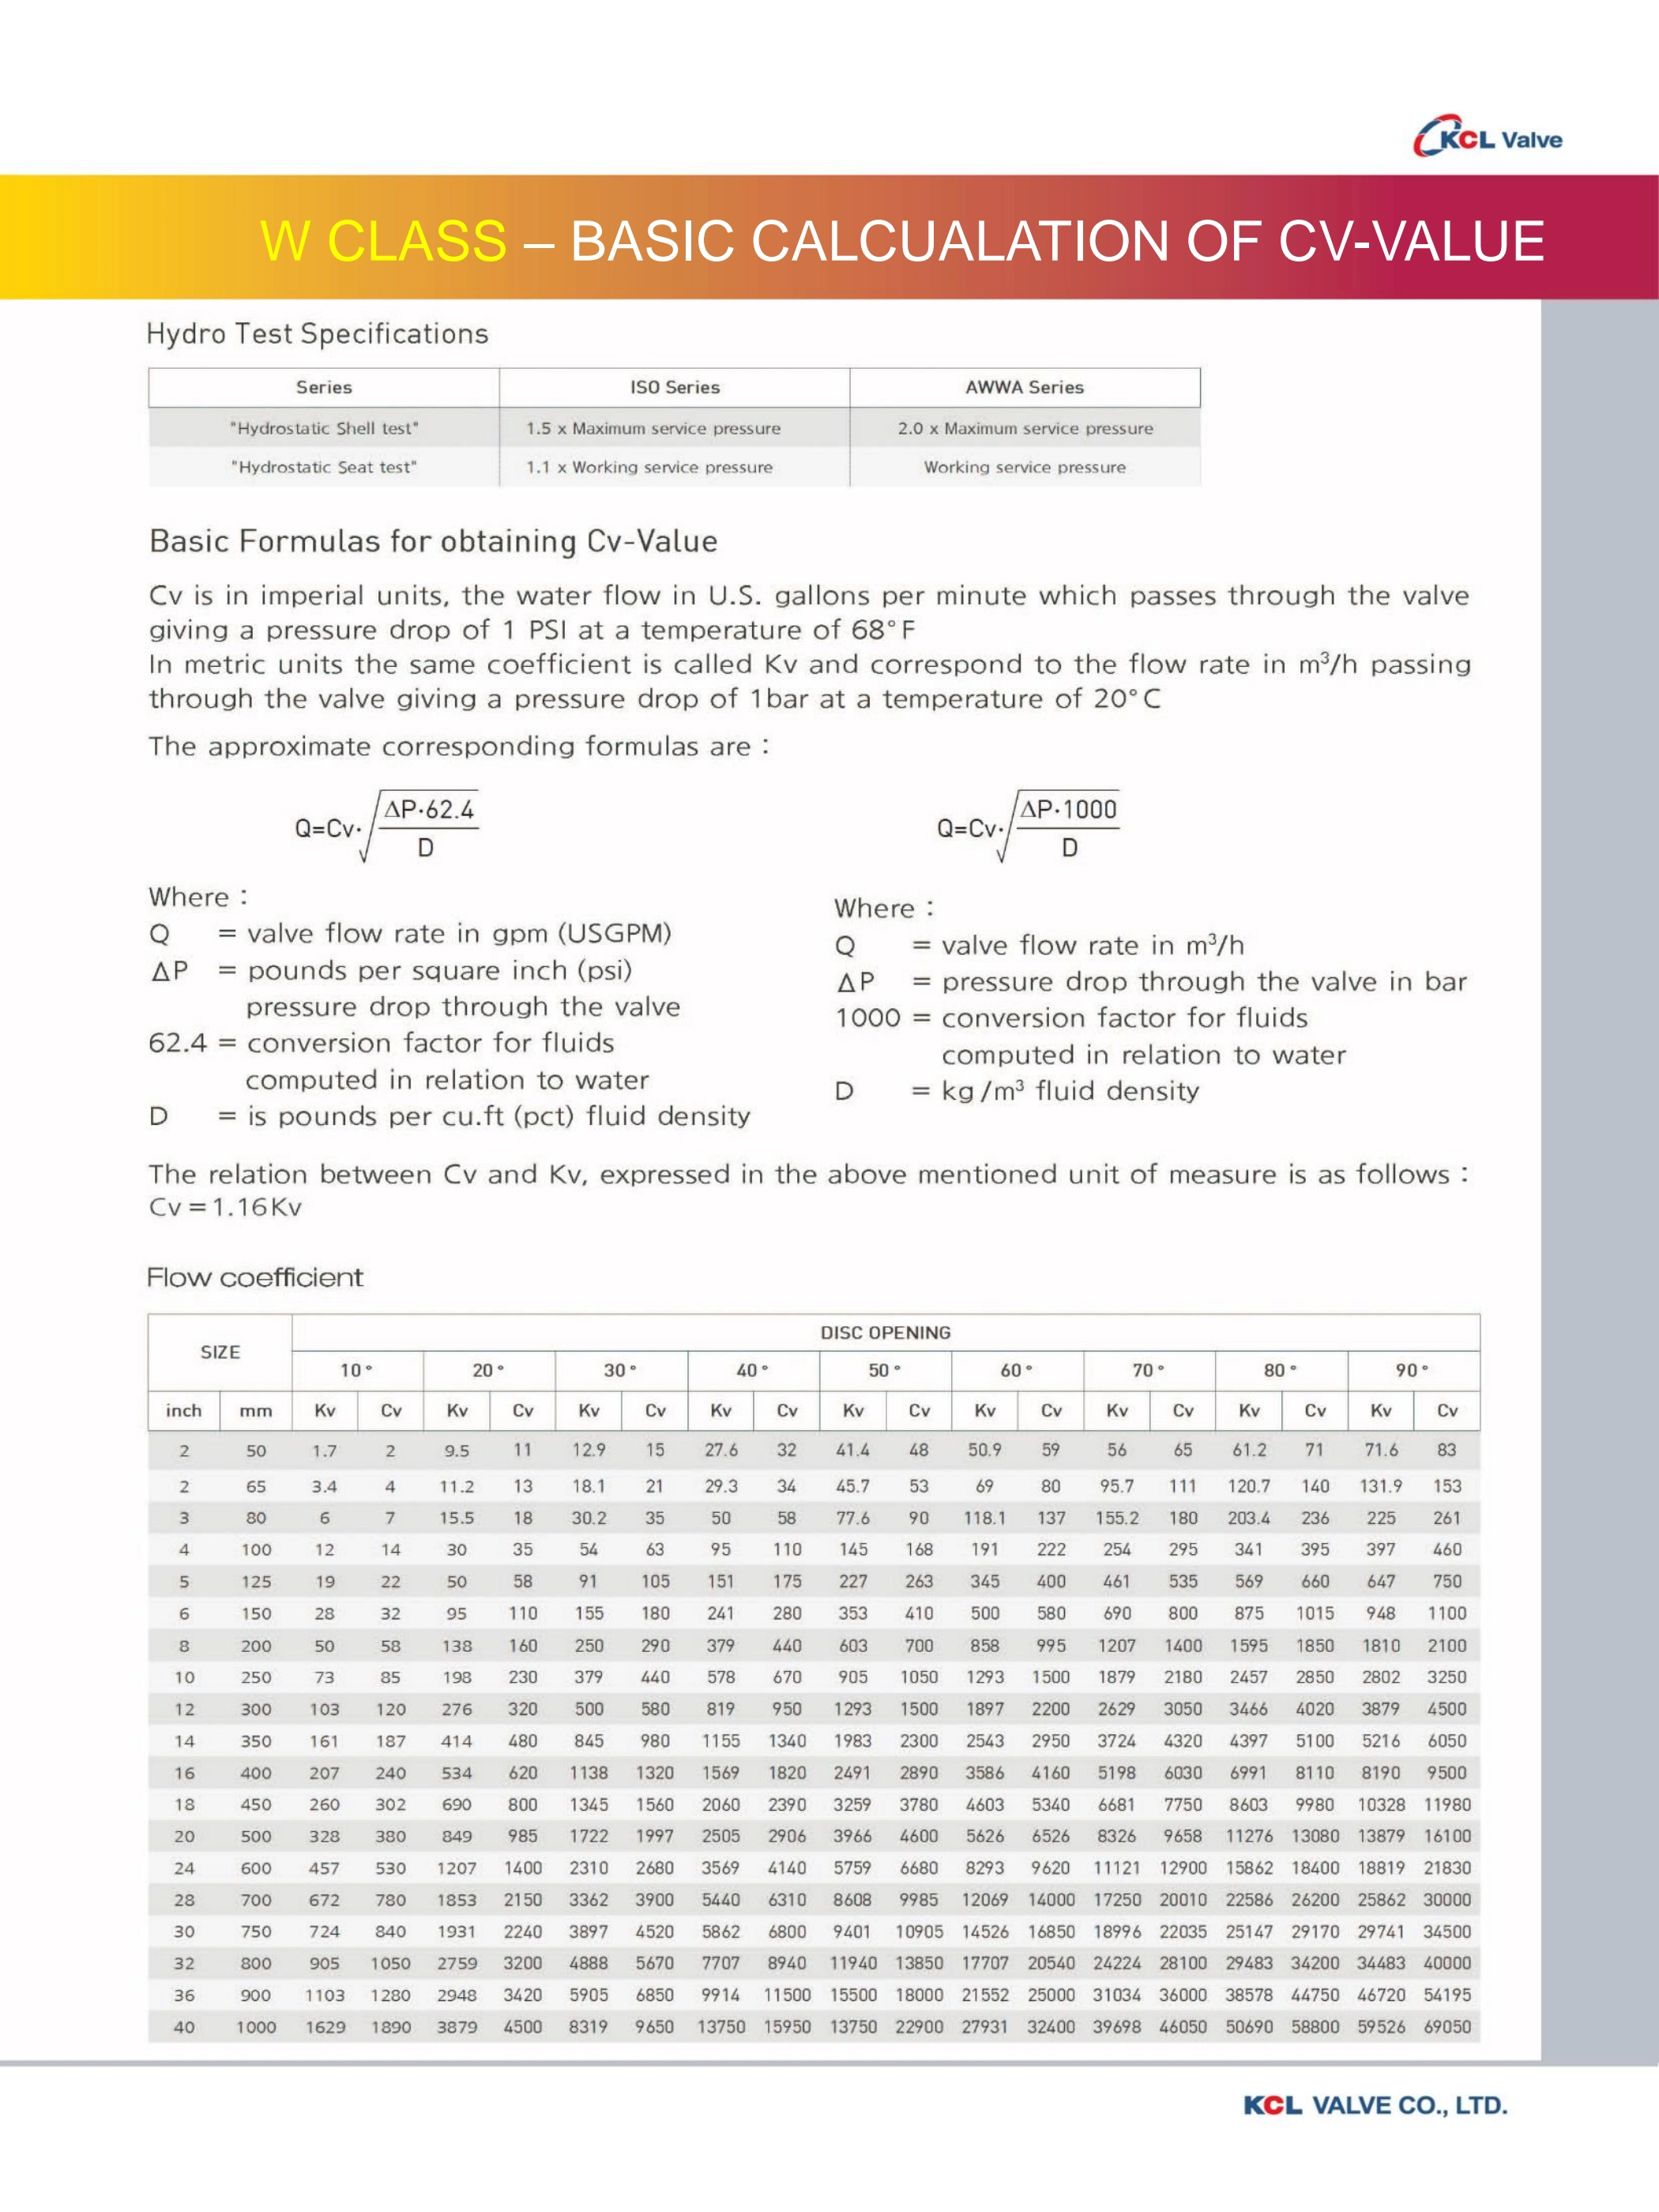 KCL Valve
W CLASS – BASIC CALCUALATION OF CV-VALUE
Hydro Test Specifications
Series ISO Series AWWA Series
"Hydrostatic Shell test" 1.5 x Maximum service pressure 2.0 x Maximum service pressure
"Hydrostatic Seat test" 1.1 x Working service pressure Working service pressure
Basic Formulas for obtaining Cv-Value
Cv is in imperial units, the water flow in U.S. gallons per minute which passes through the valve
giving a pressure drop of 1 PSI at a temperature of 68°F
In metric units the same coefficient is called Kv and correspond to the flow rate in m³/h passing
through the valve giving a pressure drop of 1bar at a temperature of 20°C
The approximate corresponding formulas are :
Q=Cv·√(ΔP·62.4 / D)
Q=Cv·√(ΔP·1000 / D)
Where :
Q = valve flow rate in gpm (USGPM)
ΔP = pounds per square inch (psi)
pressure drop through the valve
62.4 = conversion factor for fluids
computed in relation to water
D = is pounds per cu.ft (pct) fluid density
Where :
Q = valve flow rate in m³/h
ΔP = pressure drop through the valve in bar
1000 = conversion factor for fluids
computed in relation to water
D = kg/m³ fluid density
The relation between Cv and Kv, expressed in the above mentioned unit of measure is as follows :
Cv=1.16Kv
Flow coefficient
SIZE DISC OPENING
10° 20° 30° 40° 50° 60° 70° 80° 90°
inch mm Kv Cv Kv Cv Kv Cv Kv Cv Kv Cv Kv Cv Kv Cv Kv Cv Kv Cv
2 50 1.7 2 9.5 11 12.9 15 27.6 32 41.4 48 50.9 59 56 65 61.2 71 71.6 83
2 65 3.4 4 11.2 13 18.1 21 29.3 34 45.7 53 69 80 95.7 111 120.7 140 131.9 153
3 80 6 7 15.5 18 30.2 35 50 58 77.6 90 118.1 137 155.2 180 203.4 236 225 261
4 100 12 14 30 35 54 63 95 110 145 168 191 222 254 295 341 395 397 460
5 125 19 22 50 58 91 105 151 175 227 263 345 400 461 535 569 660 647 750
6 150 28 32 95 110 155 180 241 280 353 410 500 580 690 800 875 1015 948 1100
8 200 50 58 138 160 250 290 379 440 603 700 858 995 1207 1400 1595 1850 1810 2100
10 250 73 85 198 230 379 440 578 670 905 1050 1293 1500 1879 2180 2457 2850 2802 3250
12 300 103 120 276 320 500 580 819 950 1293 1500 1897 2200 2629 3050 3466 4020 3879 4500
14 350 161 187 414 480 845 980 1155 1340 1983 2300 2543 2950 3724 4320 4397 5100 5216 6050
16 400 207 240 534 620 1138 1320 1569 1820 2491 2890 3586 4160 5198 6030 6991 8110 8190 9500
18 450 260 302 690 800 1345 1560 2060 2390 3259 3780 4603 5340 6681 7750 8603 9980 10328 11980
20 500 328 380 849 985 1722 1997 2505 2906 3966 4600 5626 6526 8326 9658 11276 13080 13879 16100
24 600 457 530 1207 1400 2310 2680 3569 4140 5759 6680 8293 9620 11121 12900 15862 18400 18819 21830
28 700 672 780 1853 2150 3362 3900 5440 6310 8608 9985 12069 14000 17250 20010 22586 26200 25862 30000
30 750 724 840 1931 2240 3897 4520 5862 6800 9401 10905 14526 16850 18996 22035 25147 29170 29741 34500
32 800 905 1050 2759 3200 4888 5670 7707 8940 11940 13850 17707 20540 24224 28100 29483 34200 34483 40000
36 900 1103 1280 2948 3420 5905 6850 9914 11500 15500 18000 21552 25000 31034 36000 38578 44750 46720 54195
40 1000 1629 1890 3879 4500 8319 9650 13750 15950 13750 22900 27931 32400 39698 46050 50690 58800 59526 69050
KCL VALVE CO., LTD.